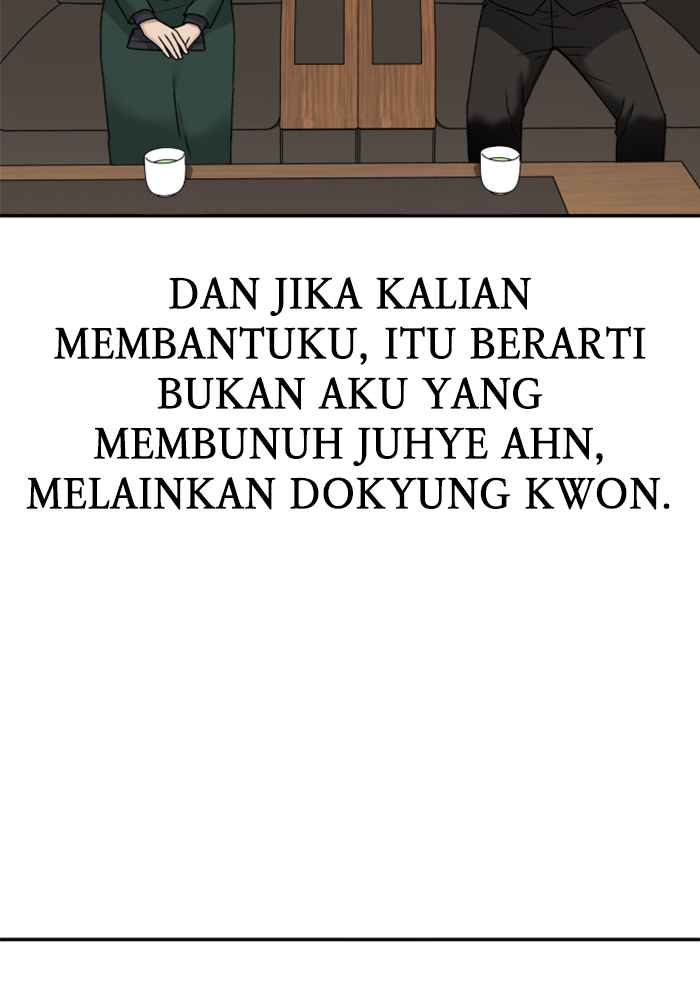 DAN JIKA KALIAN
MEMBANTUKU, ITU BERARTI
BUKAN AKU YANG
MEMBUNUH JUHYE AHN,
MELAINKAN DOKYUNG KWON.